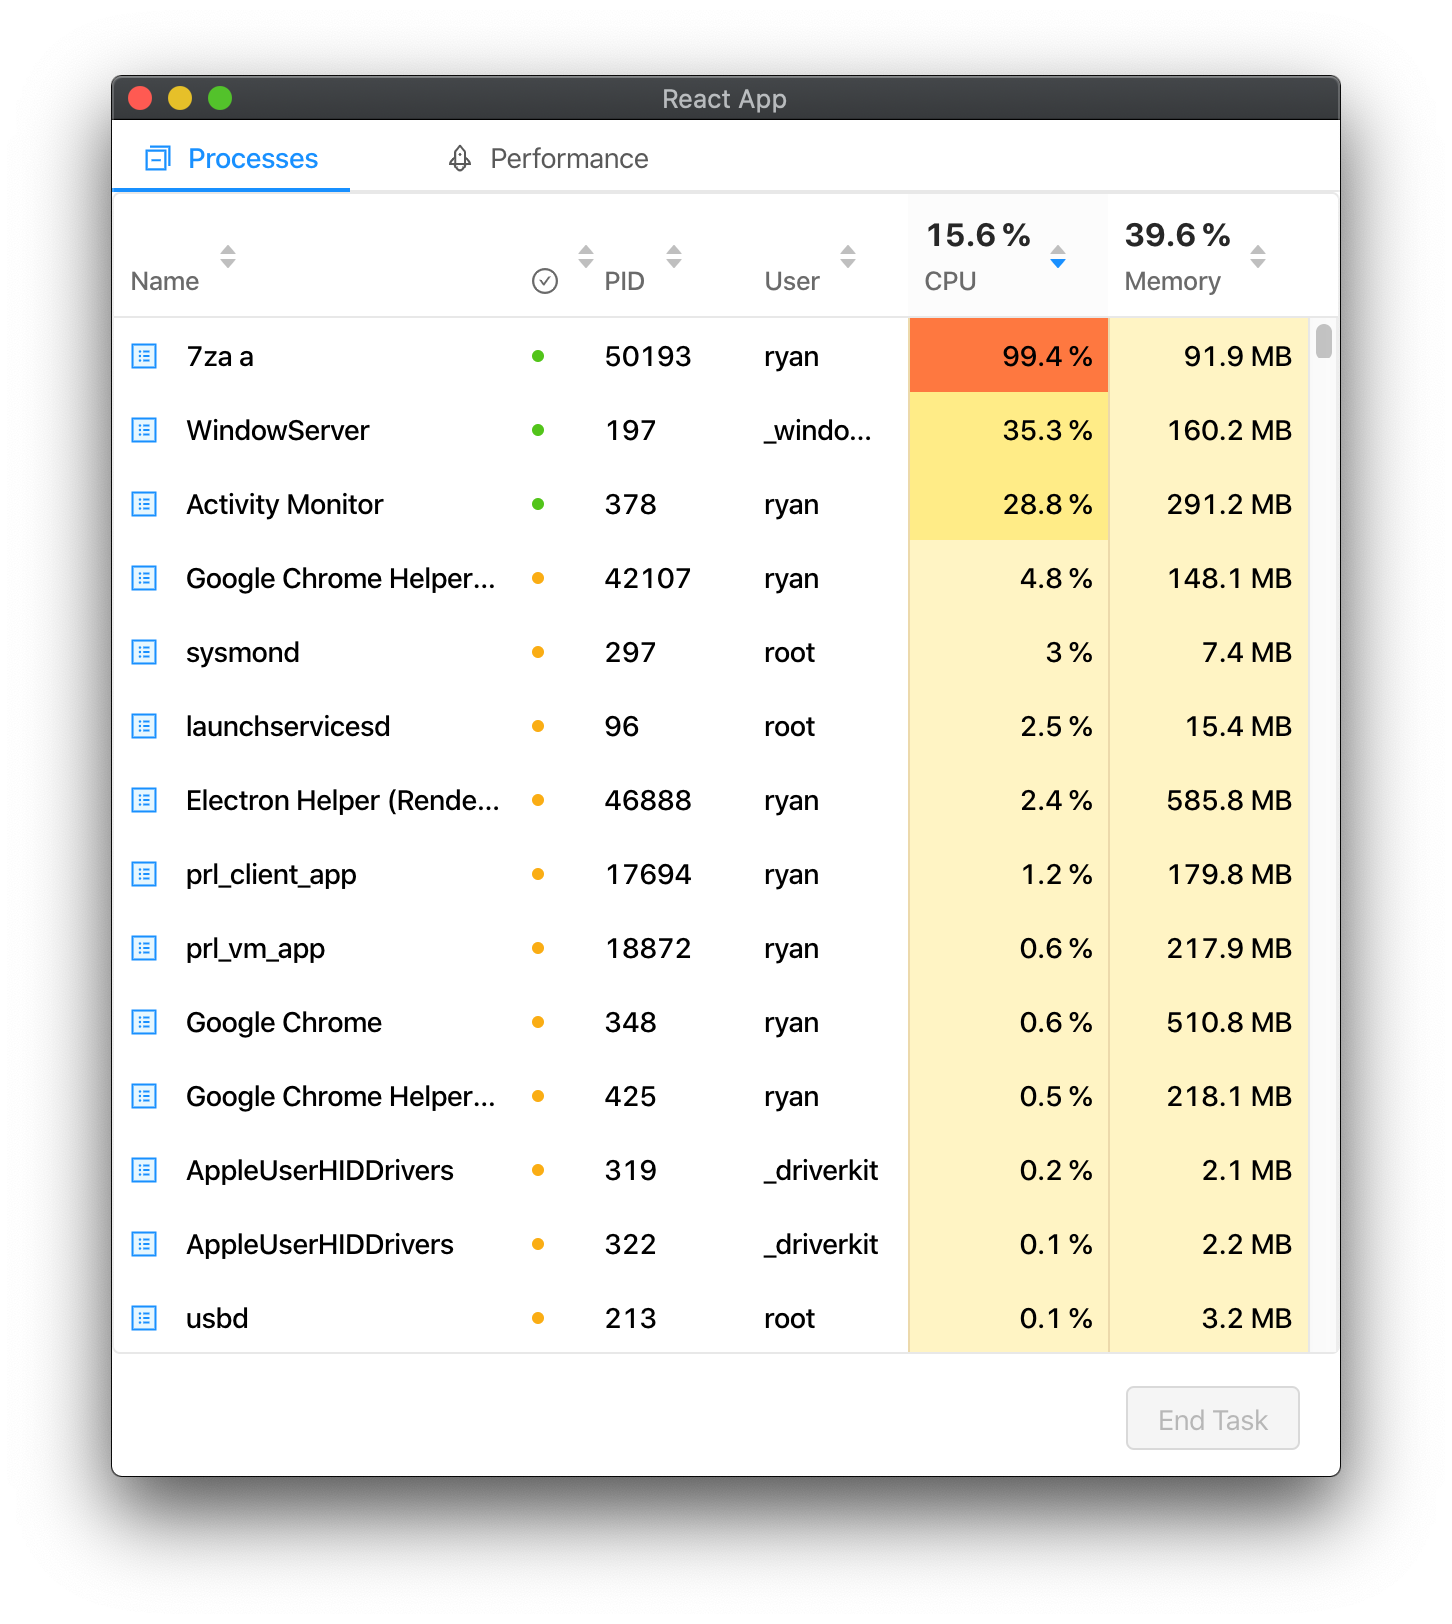 React App
Processes Performance
15.6 % 39.6 %
Name PID User CPU Memory
7za a 50193 ryan 99.4 % 91.9 MB
WindowServer 197 _windo... 35.3 % 160.2 MB
Activity Monitor 378 ryan 28.8 % 291.2 MB
Google Chrome Helper... 42107 ryan 4.8 % 148.1 MB
sysmond 297 root 3 % 7.4 MB
launchservicesd 96 root 2.5 % 15.4 MB
Electron Helper (Rende... 46888 ryan 2.4 % 585.8 MB
prl_client_app 17694 ryan 1.2 % 179.8 MB
prl_vm_app 18872 ryan 0.6 % 217.9 MB
Google Chrome 348 ryan 0.6 % 510.8 MB
Google Chrome Helper... 425 ryan 0.5 % 218.1 MB
AppleUserHIDDrivers 319 _driverkit 0.2 % 2.1 MB
AppleUserHIDDrivers 322 _driverkit 0.1 % 2.2 MB
usbd 213 root 0.1 % 3.2 MB
End Task